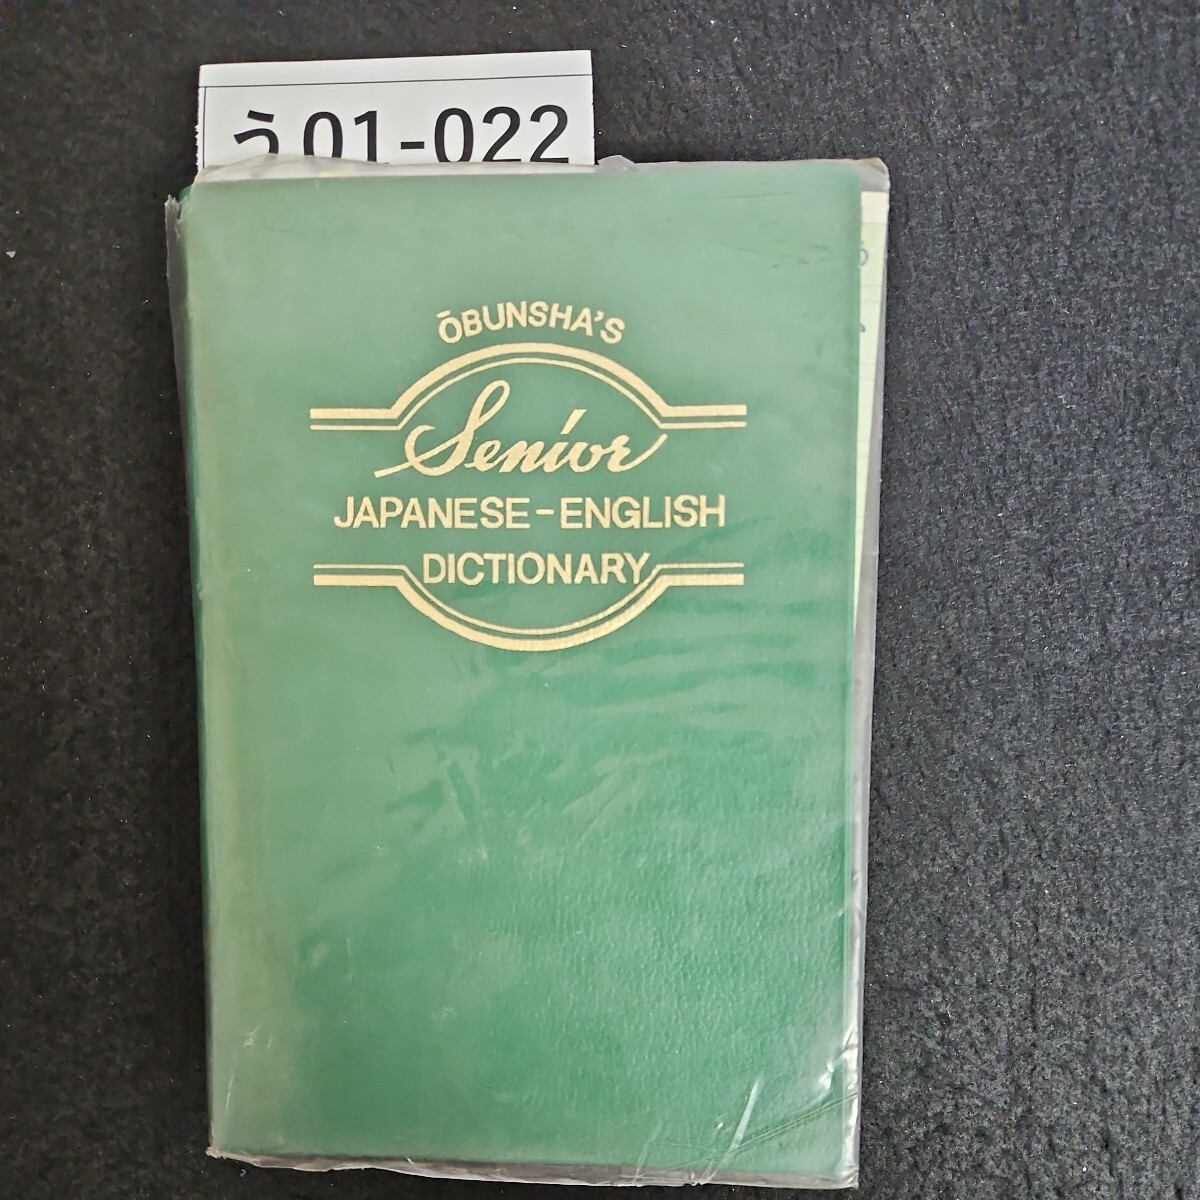 う01-022
ŌBUNSHA'S
Senior
JAPANESE-ENGLISH
DICTIONARY